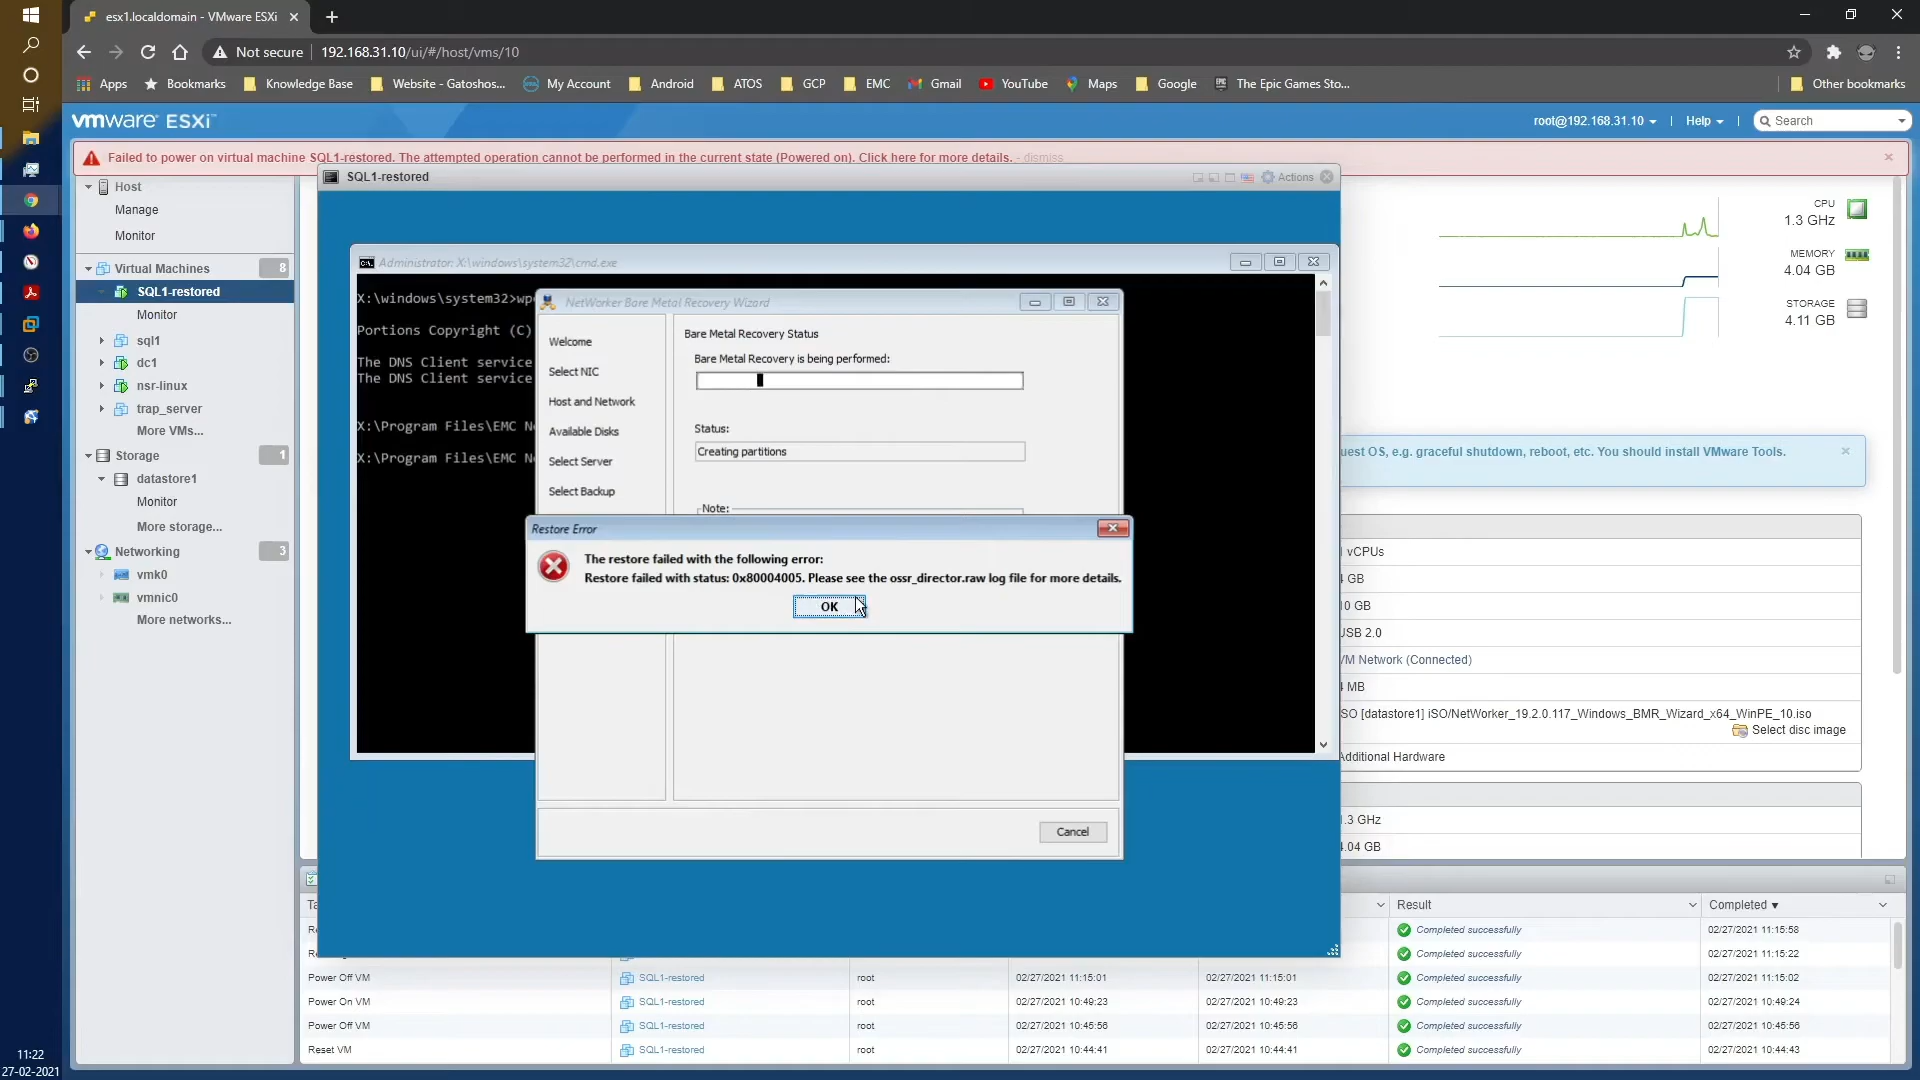 esx1.localdomain - VMware ESXi
Not secure
192.168.31.10/ui/#/host/vms/10
Apps
Bookmarks
Knowledge Base
Website - Gatoshos...
My Account
Android
ATOS
GCP
EMC
Gmail
YouTube
Maps
Google
The Epic Games Sto...
Other bookmarks
vmware ESXi
root@192.168.31.10
Help
Search
Failed to power on virtual machine SQL1-restored. The attempted operation cannot be performed in the current state (Powered on). Click here for more details. - dismiss
Host
Manage
Monitor
Virtual Machines
8
SQL1-restored
Monitor
sql1
dc1
nsr-linux
trap_server
More VMs...
Storage
1
datastore1
Monitor
More storage...
Networking
3
vmk0
vmnic0
More networks...
SQL1-restored
Actions
Administrator: X:\windows\system32\cmd.exe
X:\windows\system32>wp
Portions Copyright (C)
The DNS Client service
The DNS Client service
X:\Program Files\EMC N
X:\Program Files\EMC N
NetWorker Bare Metal Recovery Wizard
Welcome
Select NIC
Host and Network
Available Disks
Select Server
Select Backup
Bare Metal Recovery Status
Bare Metal Recovery is being performed:
Status:
Creating partitions
Note:
Restore Error
The restore failed with the following error:
Restore failed with status: 0x80004005. Please see the ossr_director.raw log file for more details.
OK
Cancel
CPU
1.3 GHz
MEMORY
4.04 GB
STORAGE
4.11 GB
uest OS, e.g. graceful shutdown, reboot, etc. You should install VMware Tools.
vCPUs
GB
0 GB
USB 2.0
VM Network (Connected)
MB
SO [datastore1] iSO/NetWorker_19.2.0.117_Windows_BMR_Wizard_x64_WinPE_10.iso
Select disc image
Additional Hardware
.3 GHz
.04 GB
Result
Completed
Completed successfully
02/27/2021 11:15:58
Completed successfully
02/27/2021 11:15:22
Power Off VM
SQL1-restored
root
02/27/2021 11:15:01
02/27/2021 11:15:01
Completed successfully
02/27/2021 11:15:02
Power On VM
SQL1-restored
root
02/27/2021 10:49:23
02/27/2021 10:49:23
Completed successfully
02/27/2021 10:49:24
Power Off VM
SQL1-restored
root
02/27/2021 10:45:56
02/27/2021 10:45:56
Completed successfully
02/27/2021 10:45:56
Reset VM
SQL1-restored
root
02/27/2021 10:44:41
02/27/2021 10:44:41
Completed successfully
02/27/2021 10:44:43
11:22
27-02-2021